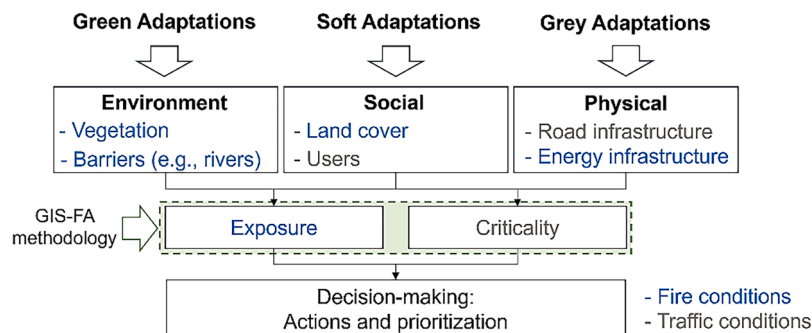 Green Adaptations
Soft Adaptations
Grey Adaptations
Environment
- Vegetation
- Barriers (e.g., rivers)
Social
- Land cover
- Users
Physical
- Road infrastructure
- Energy infrastructure
GIS-FA
methodology
Exposure
Criticality
Decision-making:
Actions and prioritization
- Fire conditions
- Traffic conditions